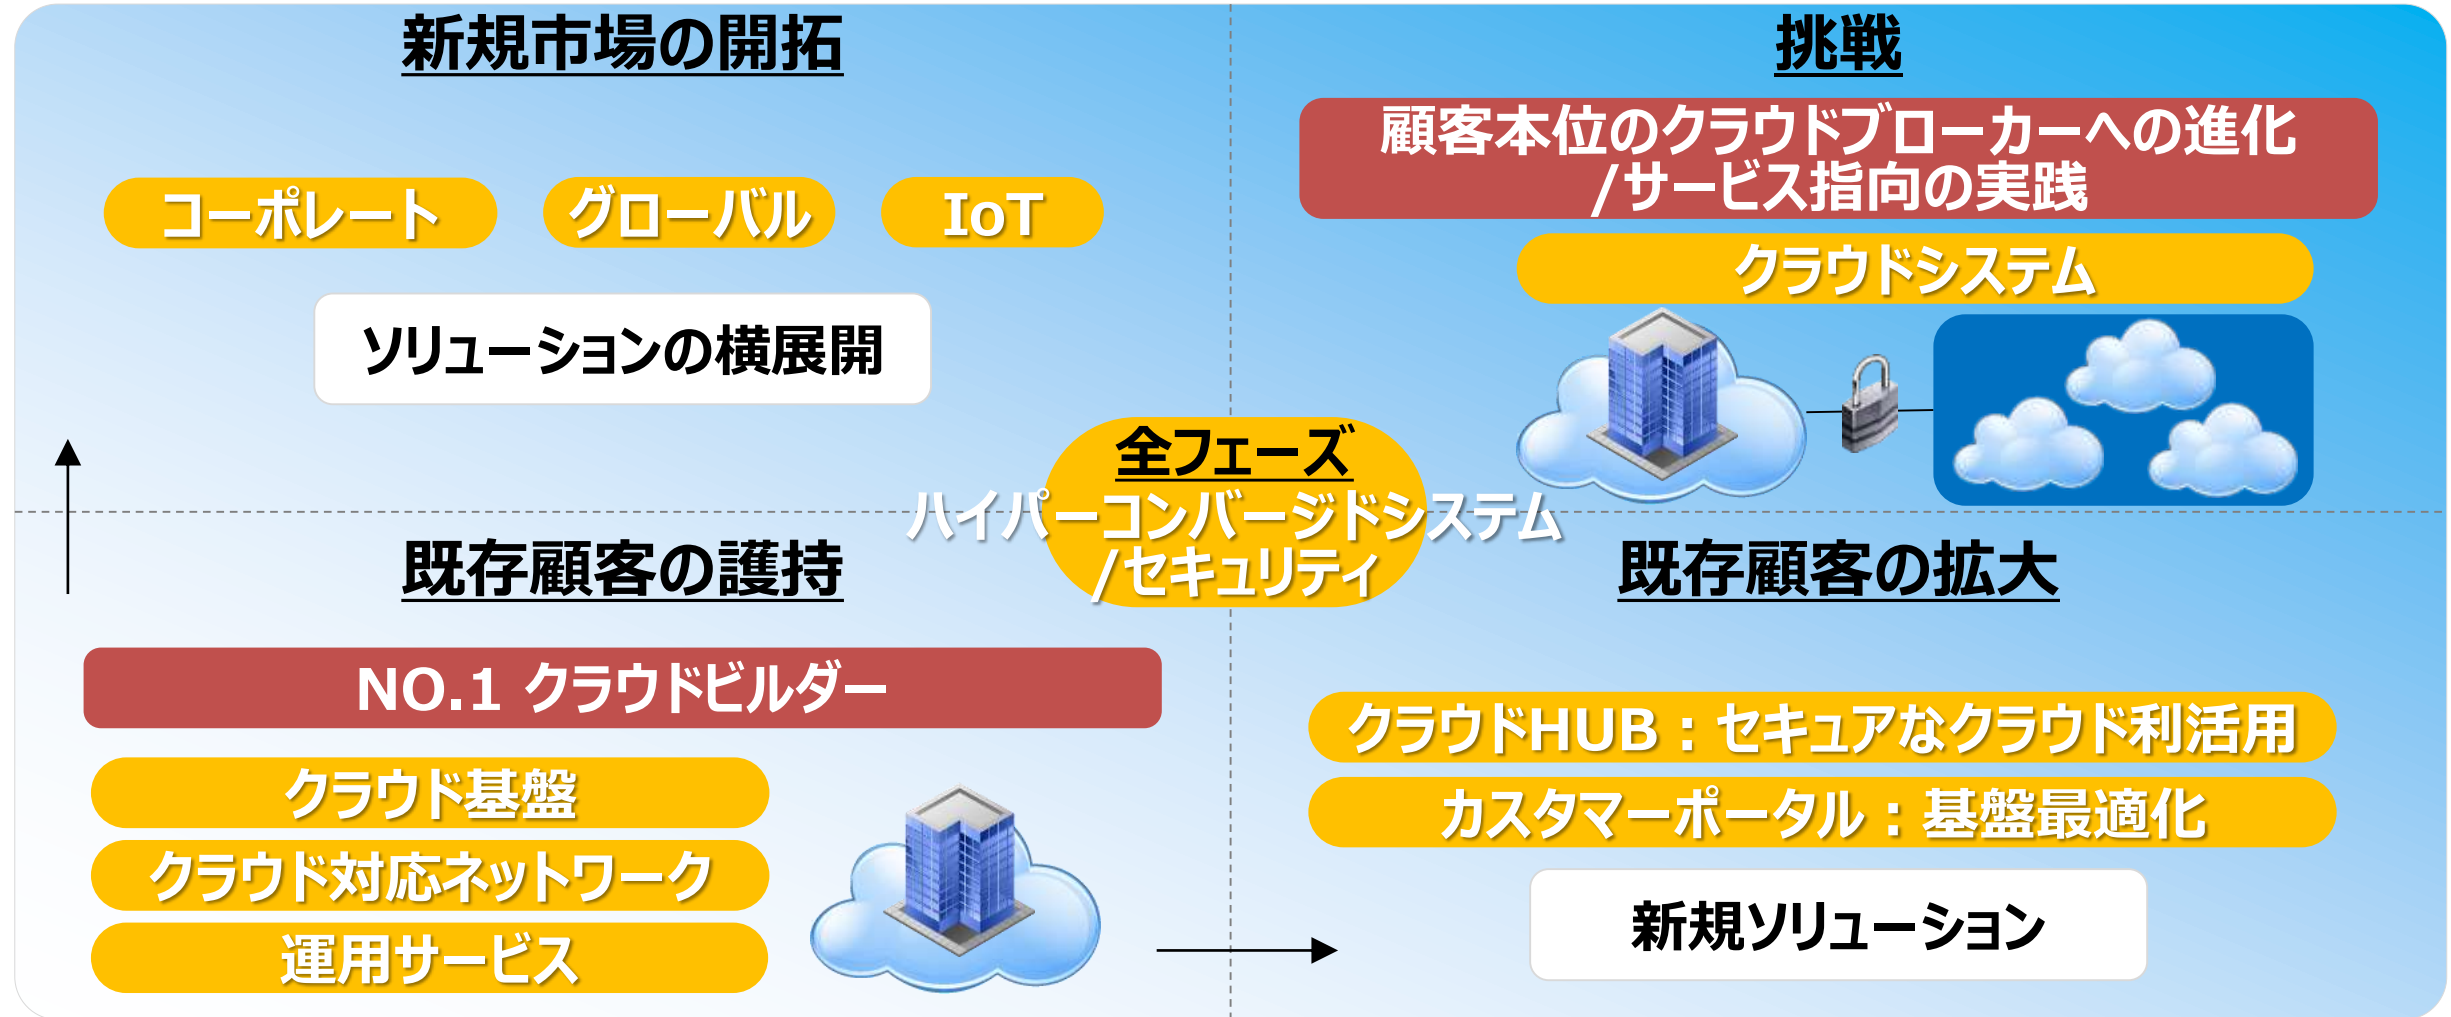 新規市場の開拓
コーポレート
グローバル
IoT
ソリューションの横展開
挑戦
顧客本位のクラウドブローカーへの進化
/サービス指向の実践
クラウドシステム
全フェーズ
ハイパーコンバージドシステム
/セキュリティ
既存顧客の護持
NO.1 クラウドビルダー
クラウド基盤
クラウド対応ネットワーク
運用サービス
既存顧客の拡大
クラウドHUB：セキュアなクラウド利活用
カスタマーポータル：基盤最適化
新規ソリューション